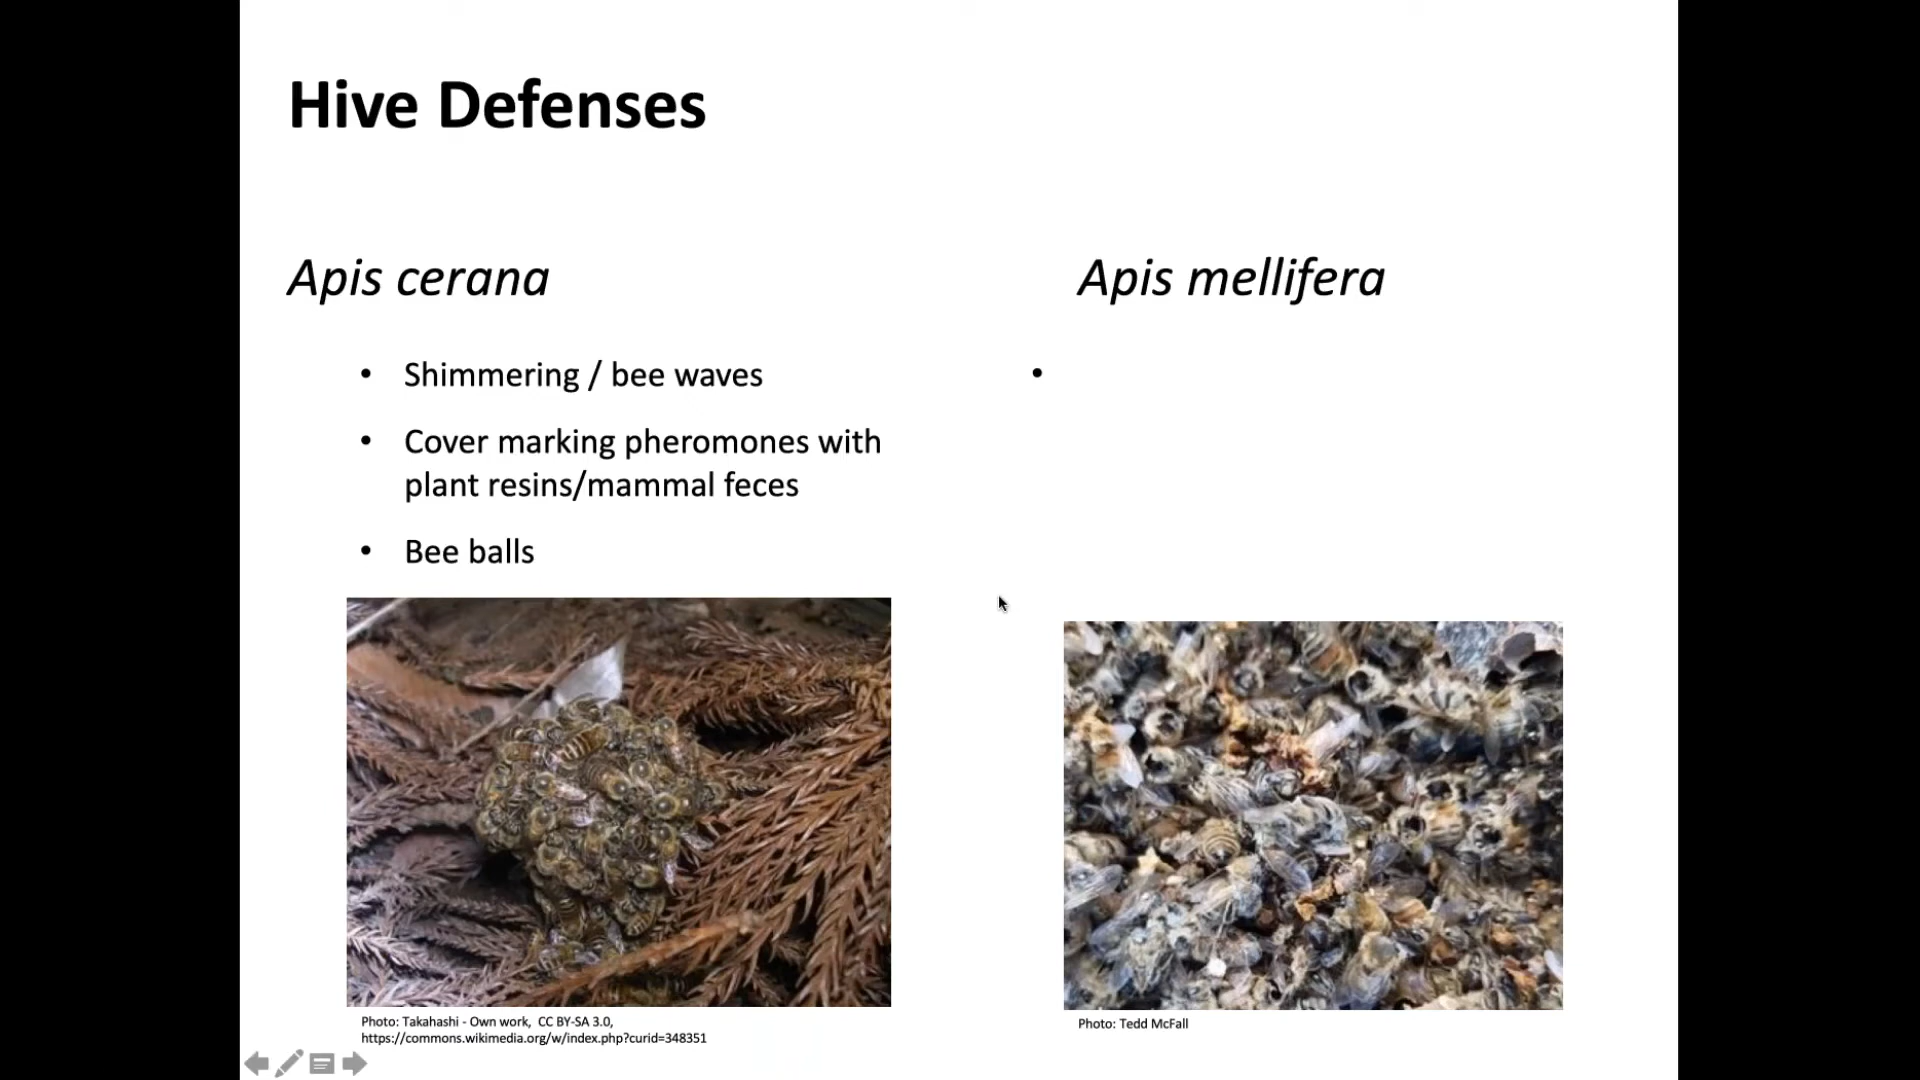 Hive Defenses
Apis cerana
• Shimmering / bee waves
• Cover marking pheromones with
plant resins/mammal feces
• Bee balls
Photo: Takahashi - Own work, CC BY-SA 3.0,
https://commons.wikimedia.org/w/index.php?curid=348351
Apis mellifera
•
Photo: Tedd McFall